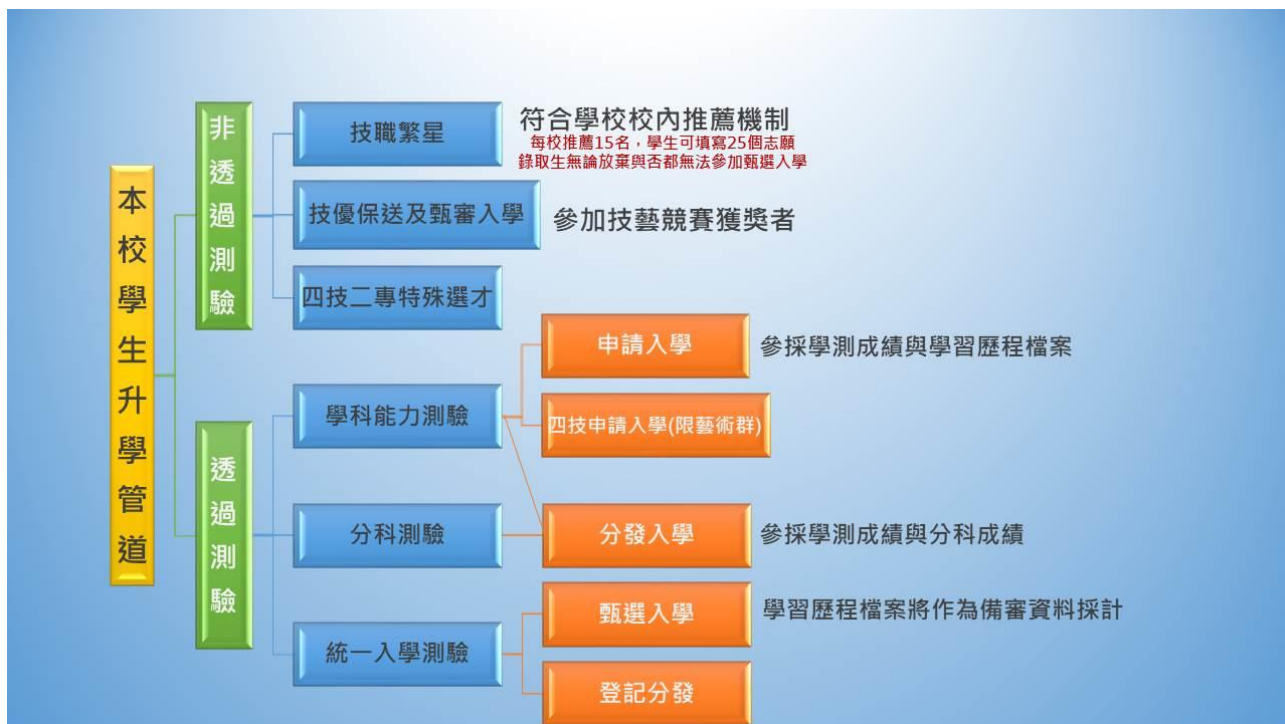 本校學生升學管道
非透過測驗
技職繁星
符合學校校內推薦機制
每校推薦15名，學生可填寫25個志願
錄取生無論放棄與否都無法參加甄選入學
技優保送及甄審入學
參加技藝競賽獲獎者
四技二專特殊選才
透過測驗
學科能力測驗
申請入學
參採學測成績與學習歷程檔案
四技申請入學(限藝術群)
分科測驗
分發入學
參採學測成績與分科成績
統一入學測驗
甄選入學
學習歷程檔案將作為備審資料採計
登記分發